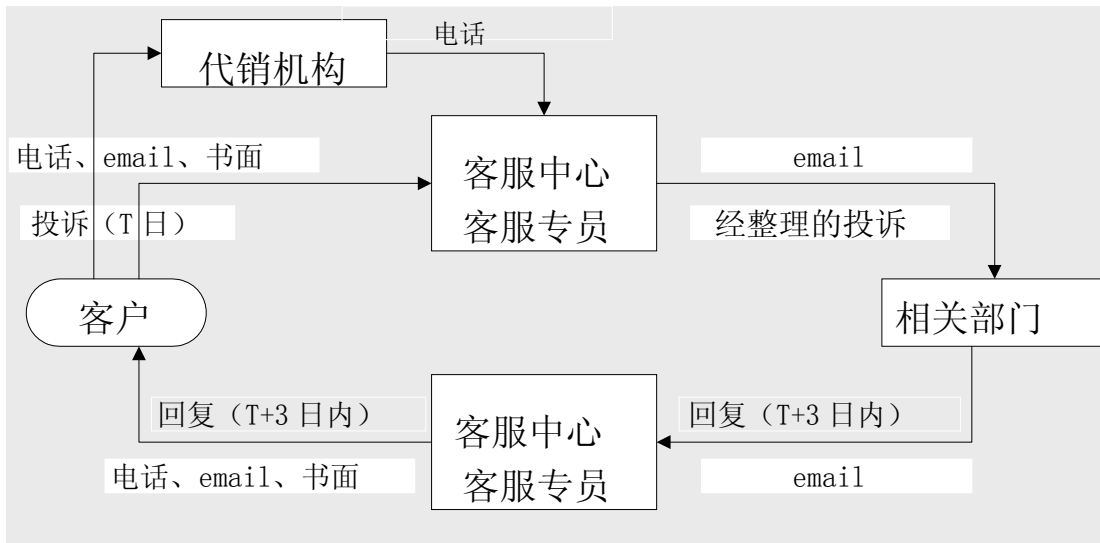 电话
代销机构
电话、email、书面
客服中心
客服专员
email
投诉（T 日）
经整理的投诉
客户
相关部门
回复（T+3 日内）
客服中心
客服专员
回复（T+3 日内）
电话、email、书面
email